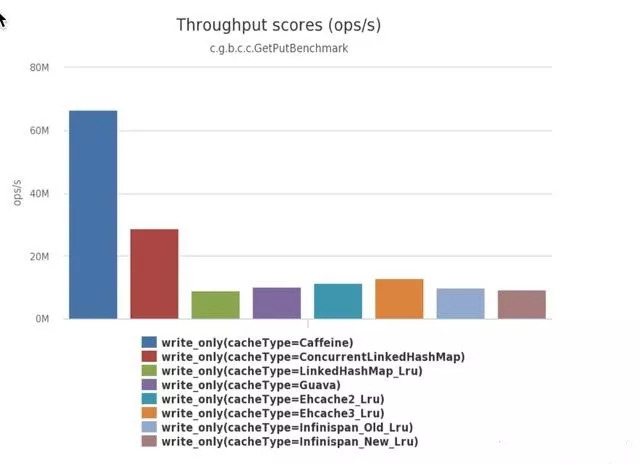 Throughput scores (ops/s)
c.g.b.c.c.GetPutBenchmark
80M
60M
40M
20M
0M
ops/s
write_only(cacheType=Caffeine)
write_only(cacheType=ConcurrentLinkedHashMap)
write_only(cacheType=LinkedHashMap_Lru)
write_only(cacheType=Guava)
write_only(cacheType=Ehcache2_Lru)
write_only(cacheType=Ehcache3_Lru)
write_only(cacheType=Infinispan_Old_Lru)
write_only(cacheType=Infinispan_New_Lru)